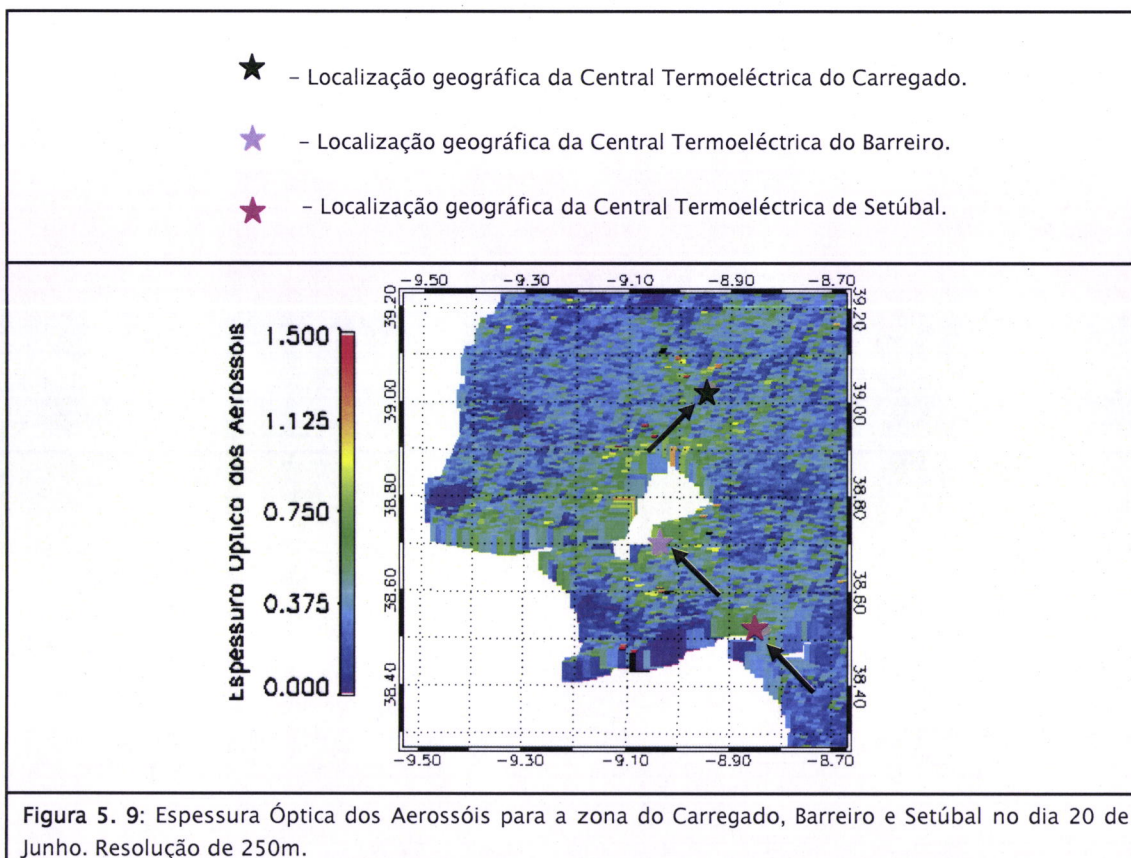 – Localização geográfica da Central Termoeléctrica do Carregado.
– Localização geográfica da Central Termoeléctrica do Barreiro.
– Localização geográfica da Central Termoeléctrica de Setúbal.
Espessura Óptica dos Aerossóis
1.500
1.125
0.750
0.375
0.000
-9.50 -9.30 -9.10 -8.90 -8.70
39.20 39.00 38.80 38.60 38.40
39.20 39.00 38.80 38.60 38.40
-9.50 -9.30 -9.10 -8.90 -8.70
Figura 5. 9: Espessura Óptica dos Aerossóis para a zona do Carregado, Barreiro e Setúbal no dia 20 de
Junho. Resolução de 250m.